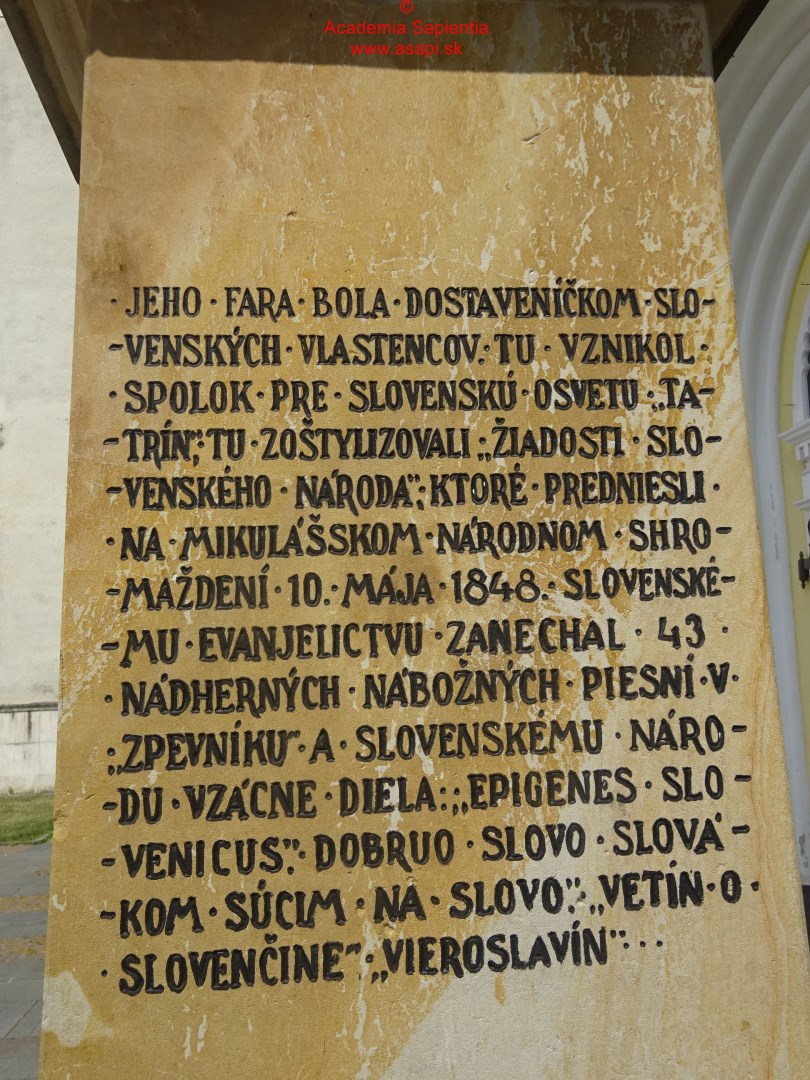 ©
Academia Sapientia
www.asapi.sk
· JEHO · FARA · BOLA · DOSTAVENÍČKOM · SLO-
-VENSKÝCH · VLASTENCOV. · TU · VZNIKOL ·
· SPOLOK · PRE · SLOVENSKÚ · OSVETU · „TA-
-TRÍN”; TU · ZOŠTYLIZOVALI „ŽIADOSTI · SLO-
-VENSKÉHO · NÁRODA”; KTORÉ · PREDNIESLI ·
· NA · MIKULÁŠSKOM · NÁRODNOM · SHRO-
-MAŽDENÍ · 10. · MÁJA · 1848. · SLOVENSKÉ-
-MU · EVANJELICTVU · ZANECHAL · 43 ·
· NÁDHERNÝCH · NÁBOŽNÝCH · PIESNÍ · V ·
· „ZPEVNÍKU” · A · SLOVENSKÉMU · NÁRO-
-DU · VZÁCNE · DIELA: „EPIGENES · SLO-
-VENICUS”. · DOBRUO · SLOVO · SLOVÁ-
-KOM · SÚCIM · NA · SLOVO” · „VETÍN · O ·
· SLOVENČINE” · „VIEROSLAVÍN” · . .